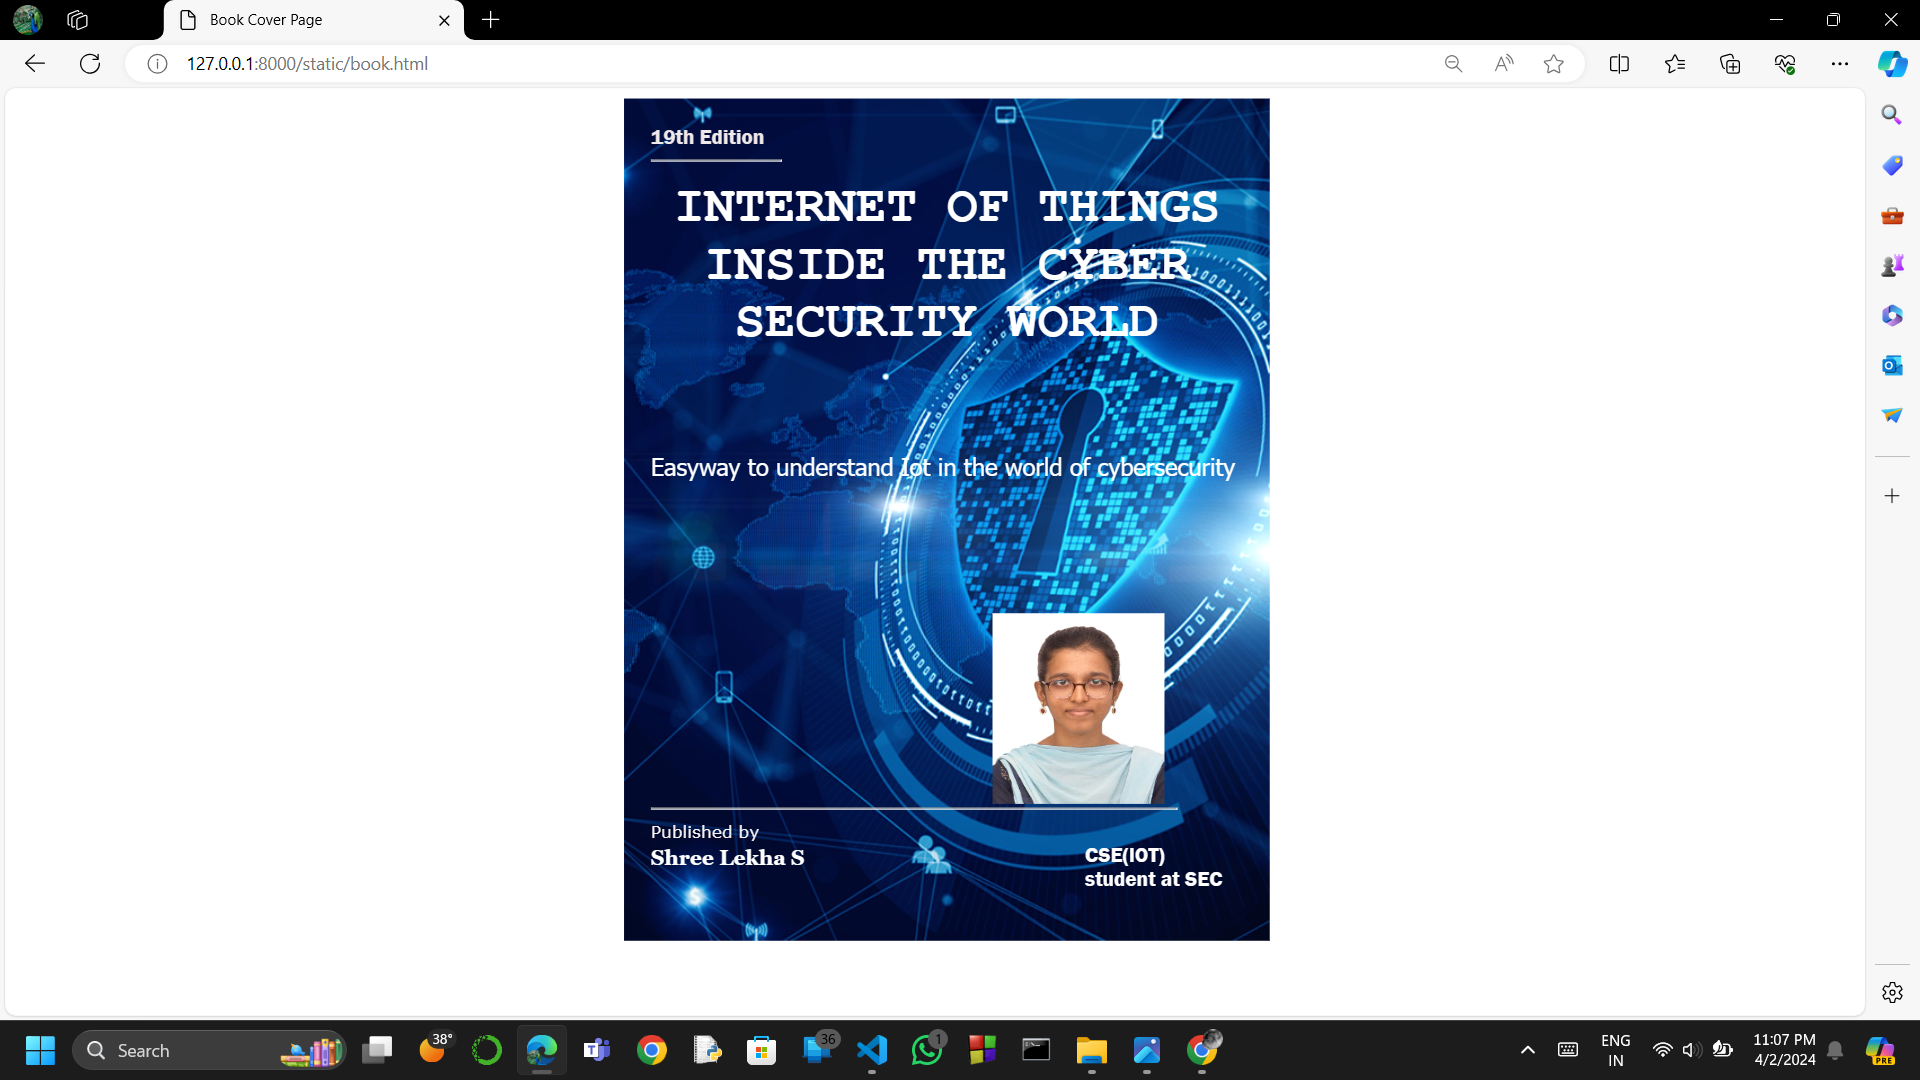 Book Cover Page
127.0.0.1:8000/static/book.html
19th Edition
INTERNET OF THINGS
INSIDE THE CYBER
SECURITY WORLD
Easyway to understand Iot in the world of cybersecurity
Published by
Shree Lekha S
CSE(IOT)
student at SEC
Search
38°
36
1
ENG
IN
11:07 PM
4/2/2024
PRE